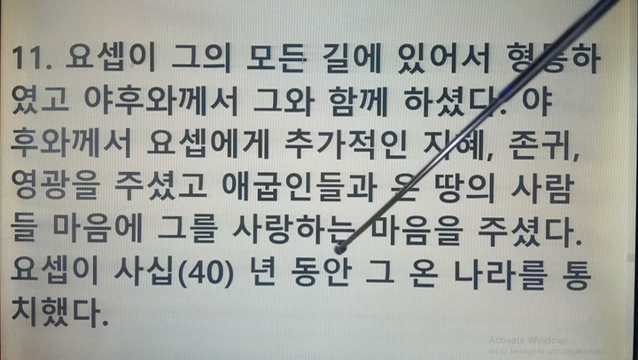 11. 요셉이 그의 모든 길에 있어서 형통하
였고 야후와께서 그와 함께 하셨다. 야
후와께서 요셉에게 추가적인 지혜, 존귀,
영광을 주셨고 애굽인들과 온 땅의 사람
들 마음에 그를 사랑하는 마음을 주셨다.
요셉이 사십(40) 년 동안 그 온 나라를 통
치했다.
Activate Windows